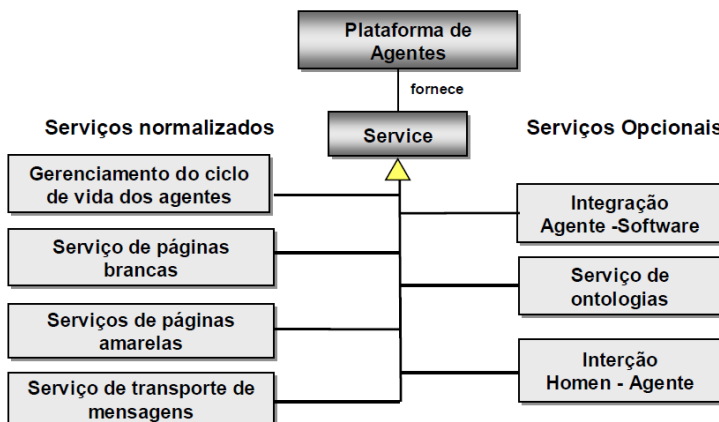 Plataforma de
Agentes
fornece
Serviços normalizados
Service
Serviços Opcionais
Gerenciamento do ciclo
de vida dos agentes
Serviço de páginas
brancas
Serviços de páginas
amarelas
Serviço de transporte de
mensagens
Integração
Agente -Software
Serviço de
ontologias
Interção
Homen - Agente